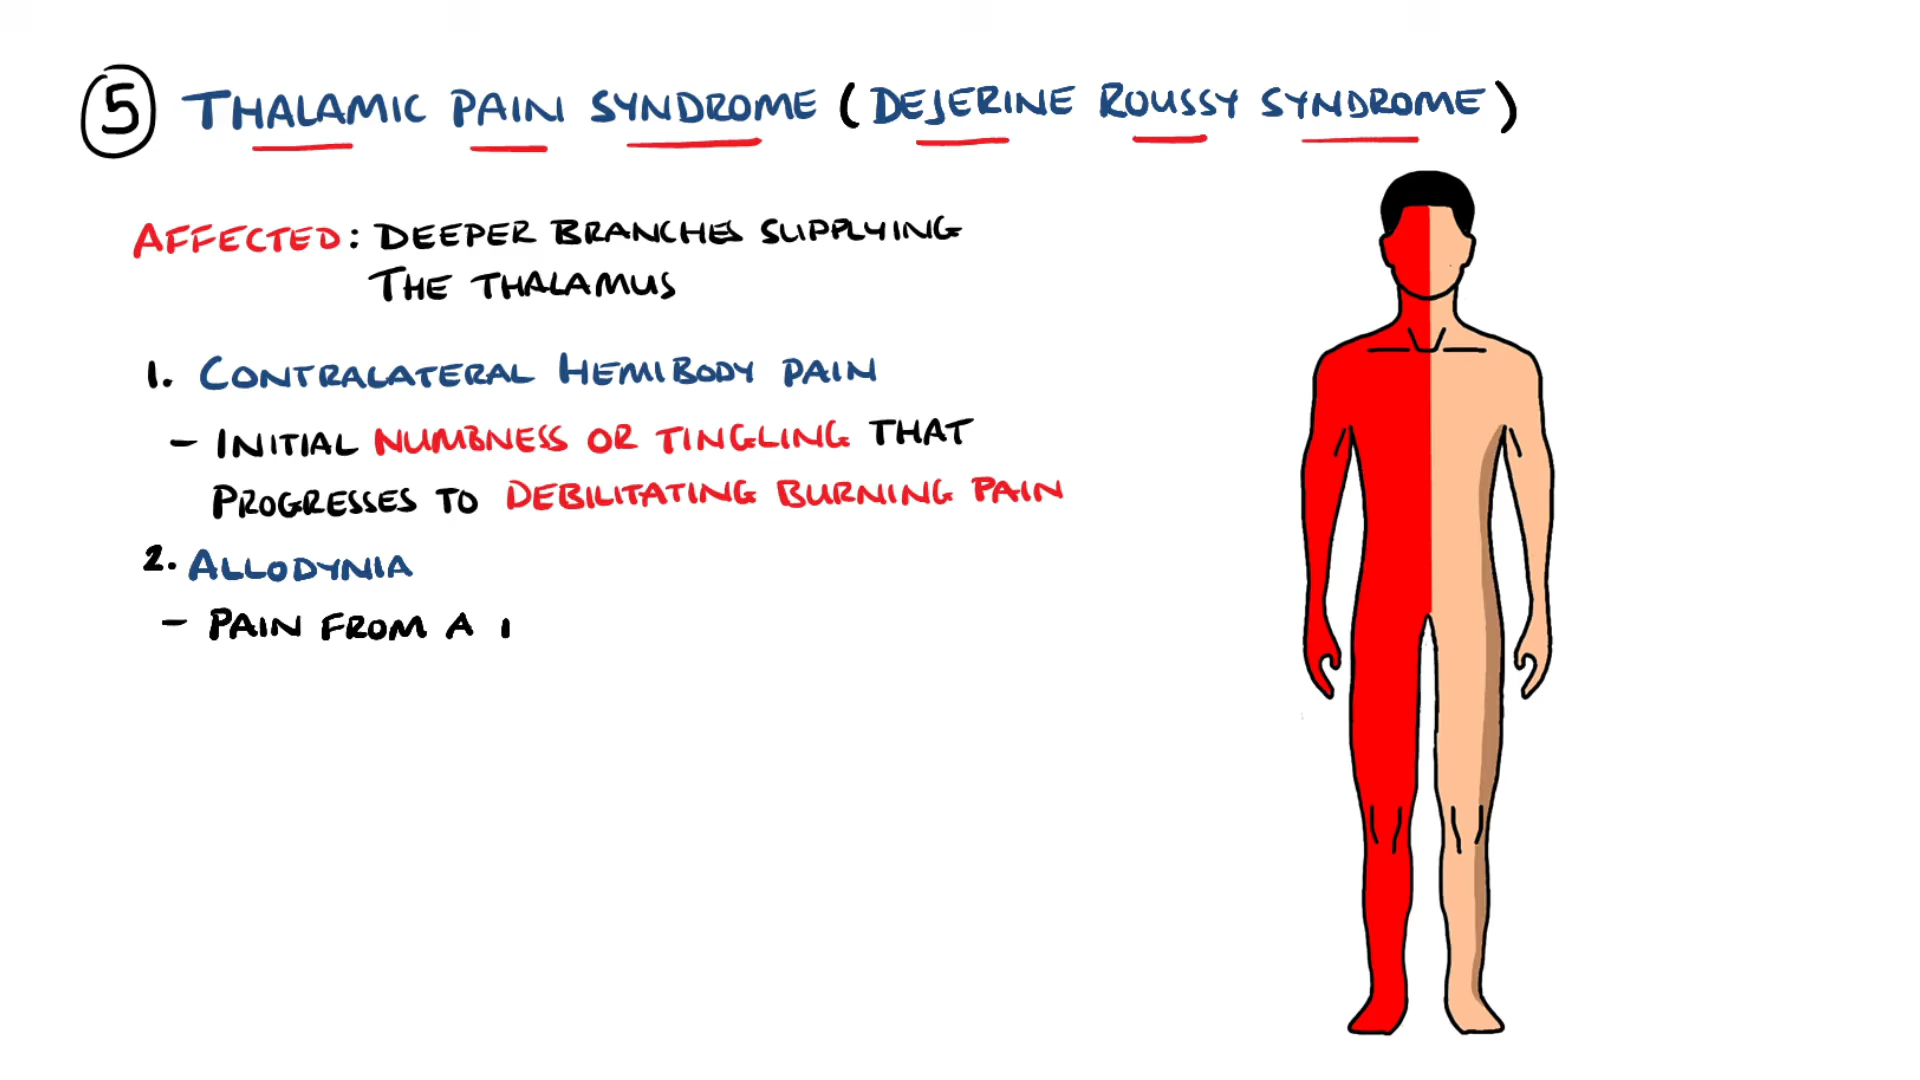 5 THALAMIC PAIN SYNDROME (DEJERINE ROUSSY SYNDROME)
AFFECTED: DEEPER BRANCHES SUPPLYING
THE THALAMUS
1. CONTRALATERAL HEMIBODY PAIN
- INITIAL NUMBNESS OR TINGLING THAT
PROGRESSES TO DEBILITATING BURNING PAIN
2. ALLODYNIA
- PAIN FROM A